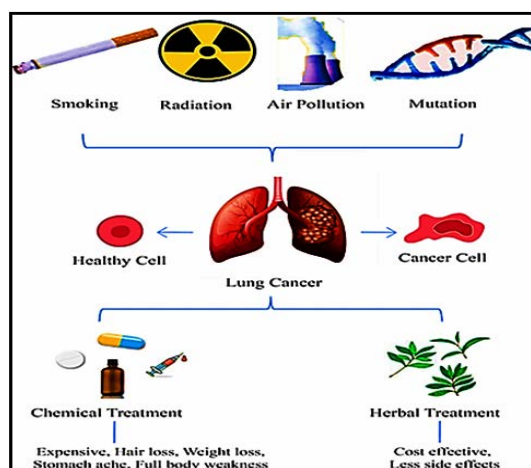 Smoking
Radiation
Air Pollution
Mutation
Healthy Cell
Cancer Cell
Lung Cancer
Chemical Treatment
Herbal Treatment
Expensive, Hair loss, Weight loss,
Stomach ache, Full body weakness
Cost effective,
Less side effects